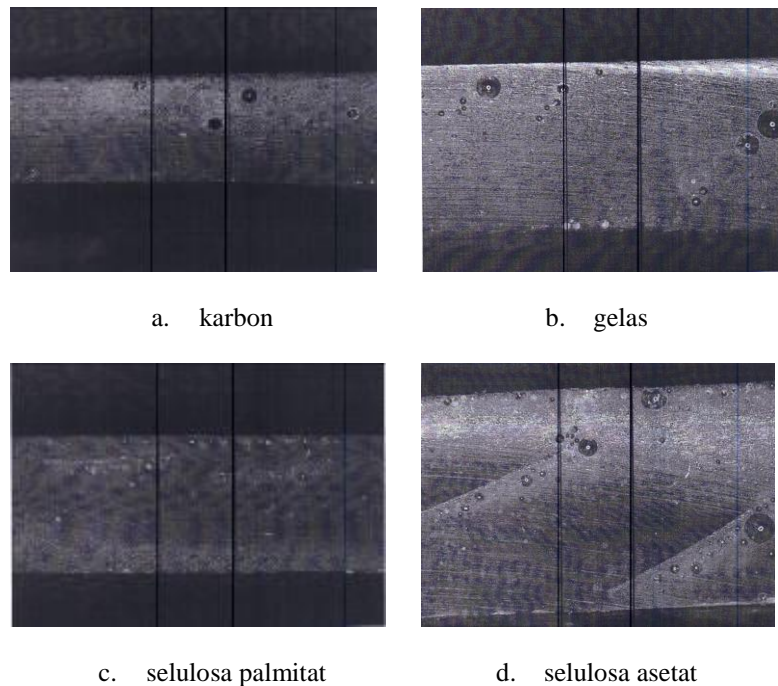 a. karbon
b. gelas
c. selulosa palmitat
d. selulosa asetat